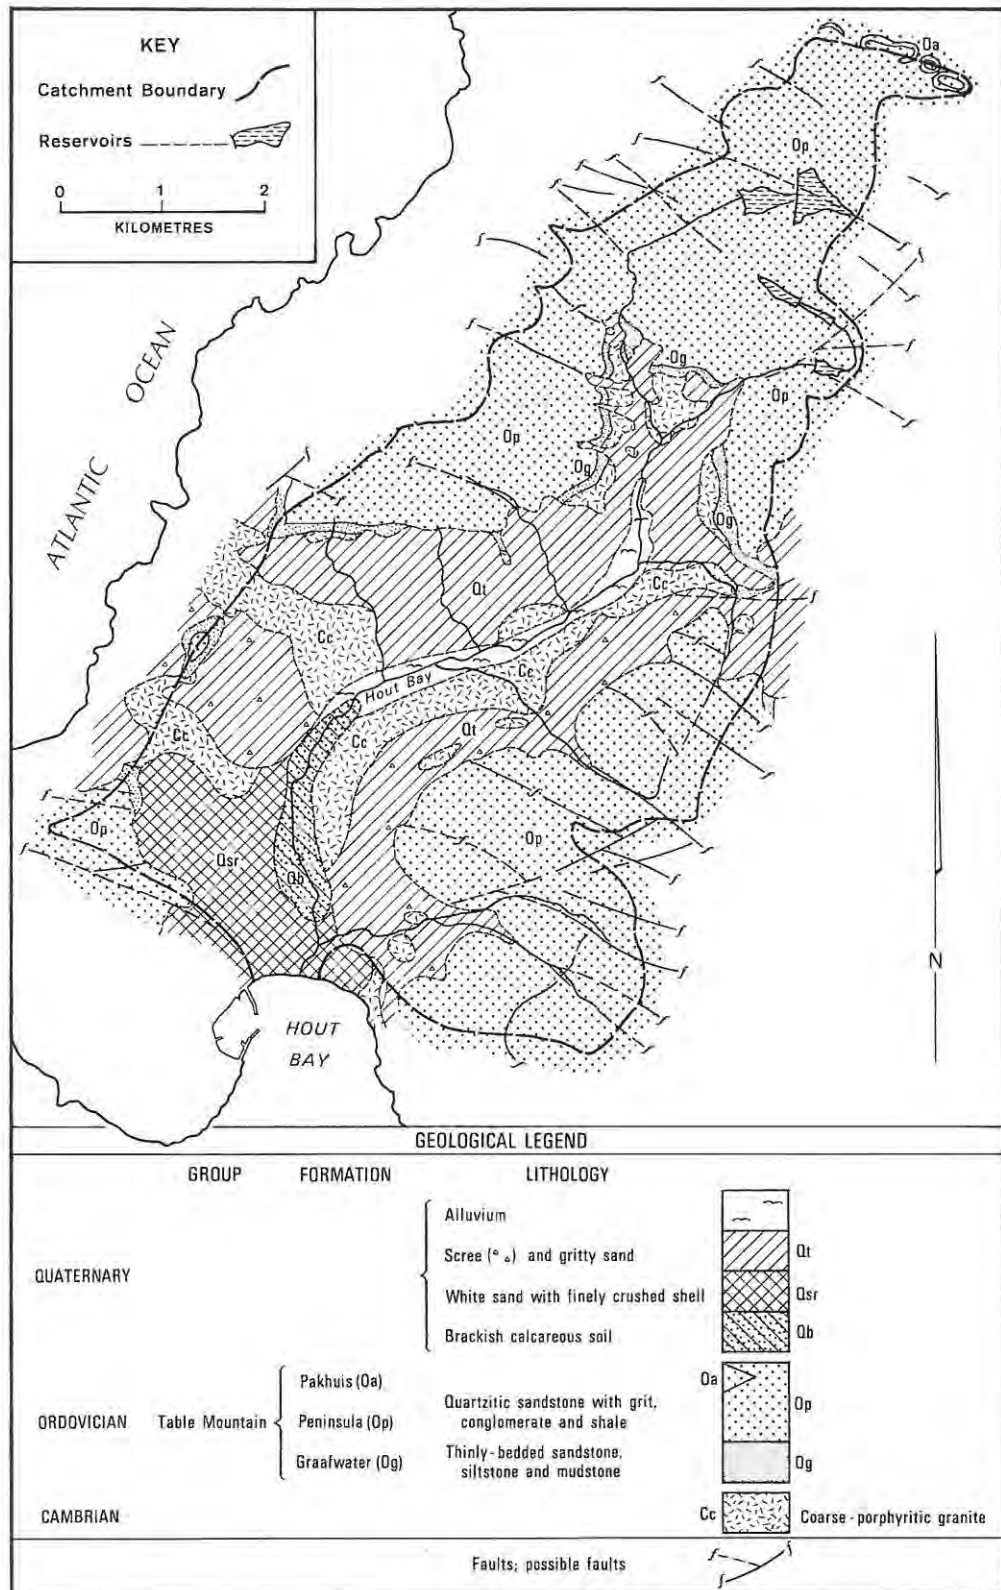 KEY
Catchment Boundary
Reservoirs
0 1 2
KILOMETRES
ATLANTIC OCEAN
Oa
Op
Og
Op
Op
Og
Og
Qt
Cc
Cc
Cc
Hout Bay
Cc
Qt
Cc
Op
Op
Qsr
Qb
N
HOUT
BAY
GEOLOGICAL LEGEND
GROUP FORMATION LITHOLOGY
QUATERNARY
Alluvium
Scree (▵ ▵) and gritty sand Qt
White sand with finely crushed shell Qsr
Brackish calcareous soil Qb
ORDOVICIAN Table Mountain
Pakhuis (Oa) Oa
Peninsula (Op) Quartzitic sandstone with grit, Op
conglomerate and shale
Graafwater (Og) Thinly-bedded sandstone, Og
siltstone and mudstone
CAMBRIAN Cc Coarse-porphyritic granite
Faults; possible faults f f